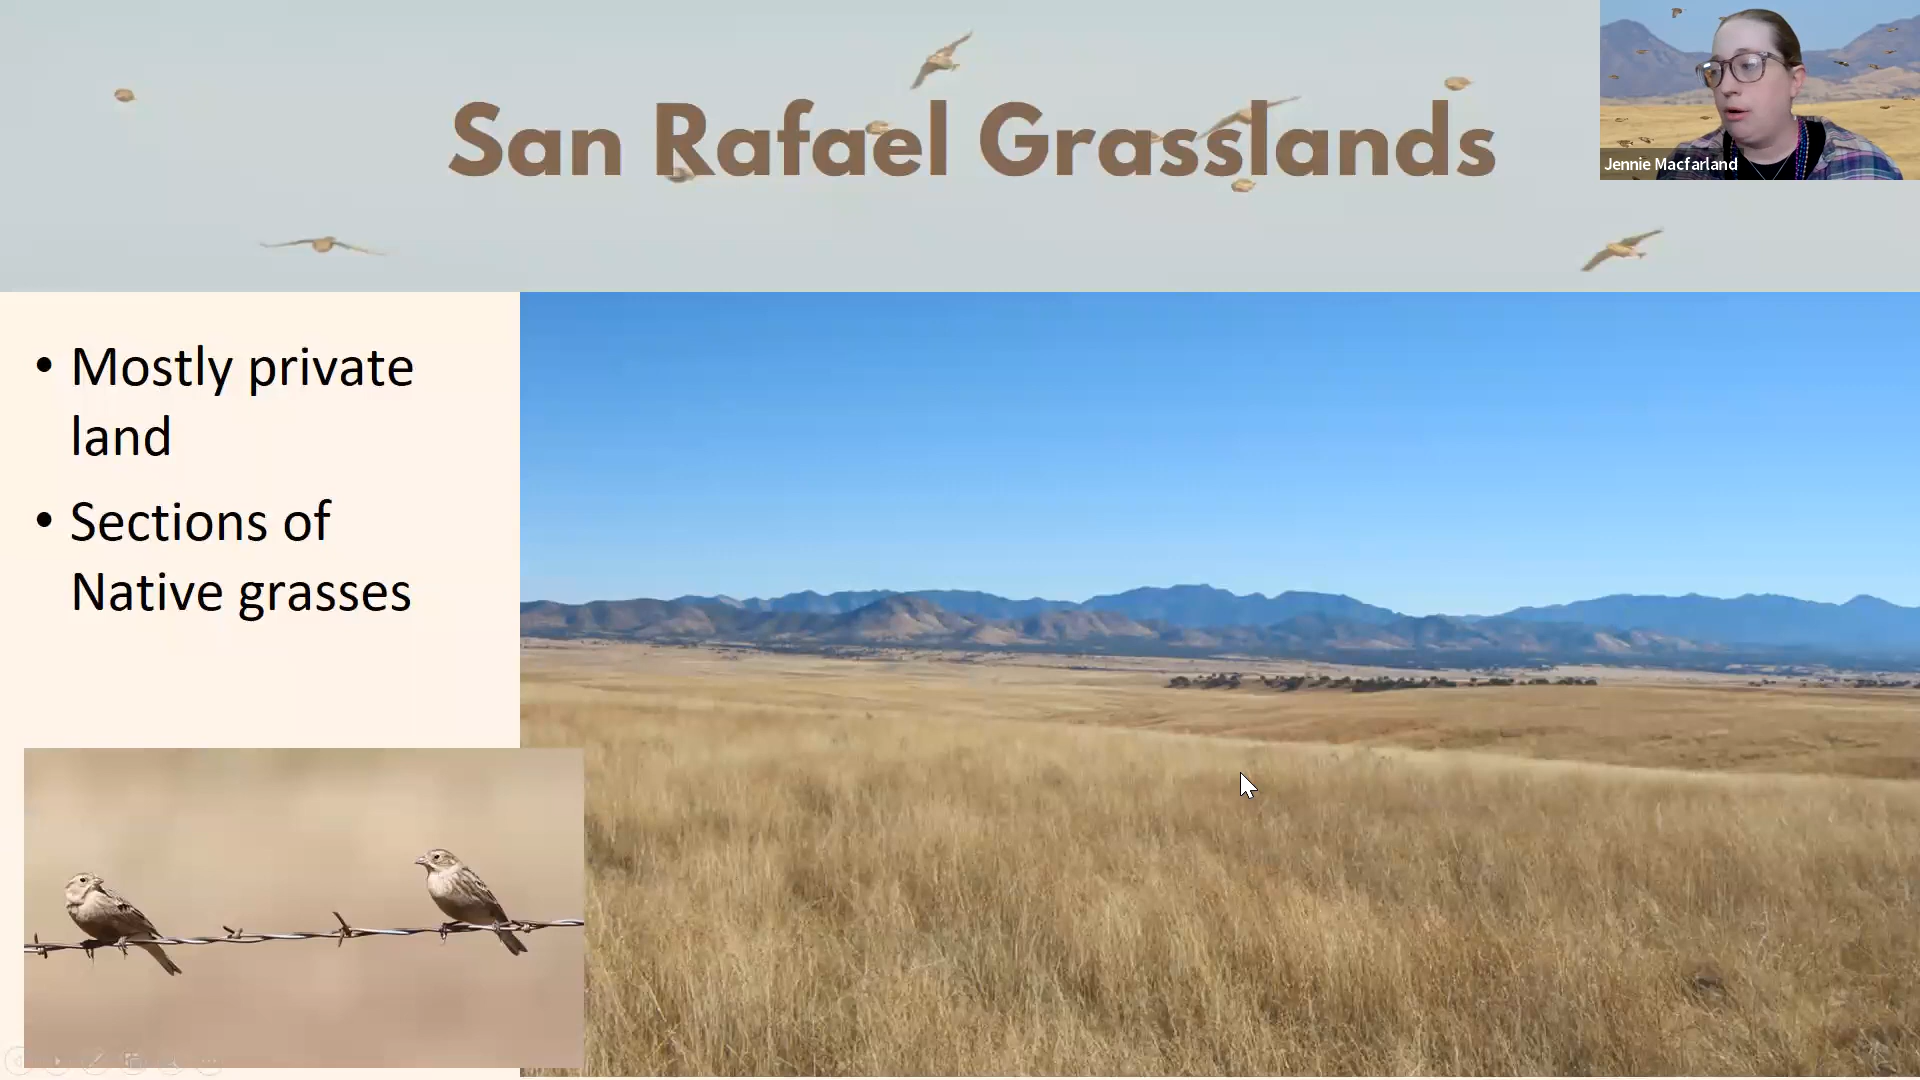 San Rafael Grasslands
Jennie Macfarland
• Mostly private
land
• Sections of
Native grasses